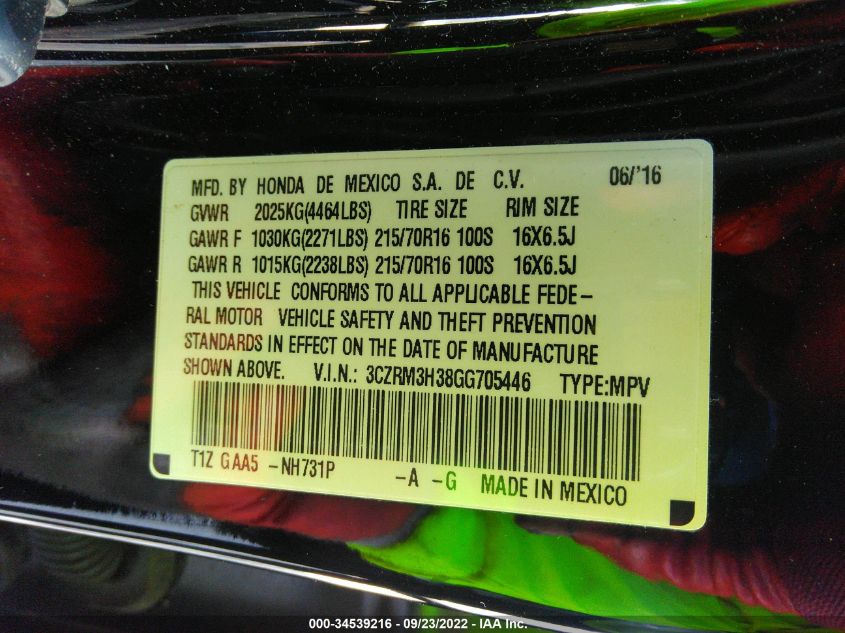 MFD. BY HONDA DE MEXICO S.A. DE C.V. 06/'16
GVWR 2025KG(4464LBS) TIRE SIZE RIM SIZE
GAWR F 1030KG(2271LBS) 215/70R16 100S 16X6.5J
GAWR R 1015KG(2238LBS) 215/70R16 100S 16X6.5J
THIS VEHICLE CONFORMS TO ALL APPLICABLE FEDE-
RAL MOTOR VEHICLE SAFETY AND THEFT PREVENTION
STANDARDS IN EFFECT ON THE DATE OF MANUFACTURE
SHOWN ABOVE. V.I.N.: 3CZRM3H38GG705446 TYPE:MPV
T1Z GAA5 -NH731P -A -G MADE IN MEXICO
000-34539216 - 09/23/2022 - IAA Inc.